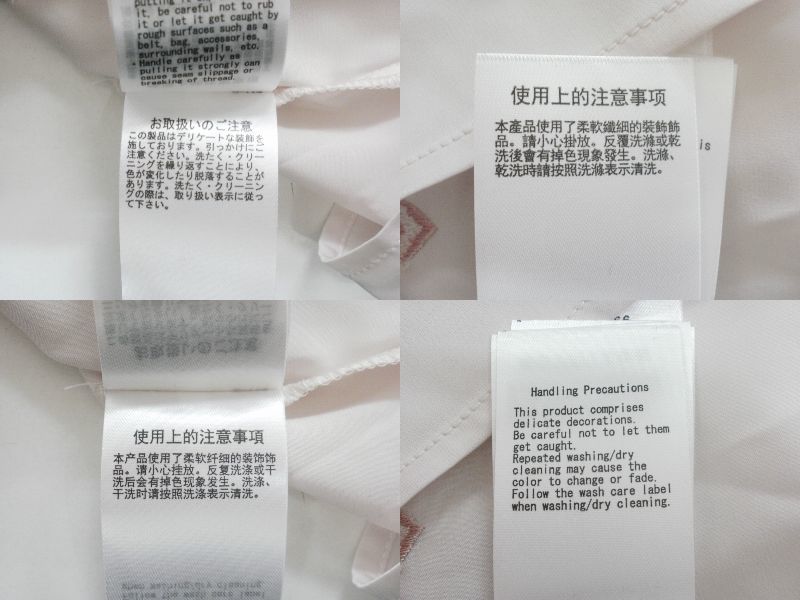 it, be careful not to rub
it or let it get caught by
rough surfaces such as a
belt, bag, accessories,
surrounding walls, etc.
・Handle carefully as
pulling it strongly can
cause seam slippage or
breaking of thread.
お取扱いのご注意
この製品はデリケートな装飾を
施しております。引っかけにご
注意ください。洗たく・クリー
ニングを繰り返すことにより、
色が変化したり脱落することが
あります。洗たく・クリーニン
グの際は、取り扱い表示に従っ
て下さい。
使用上的注意事项
本產品使用了柔軟纖細的裝飾飾
品。請小心掛放。反覆洗滌或乾
洗後會有掉色現象發生。洗滌、
乾洗時請按照洗滌表示清洗。
is
使用上的注意事項
本产品使用了柔软纤细的装饰饰
品。请小心挂放。反复洗涤或干
洗后会有掉色现象发生。洗涤、
干洗时请按照洗涤表示清洗。
Handling Precautions
This product comprises
delicate decorations.
Be careful not to let them
get caught.
Repeated washing/dry
cleaning may cause the
color to change or fade.
Follow the wash care label
when washing/dry cleaning.